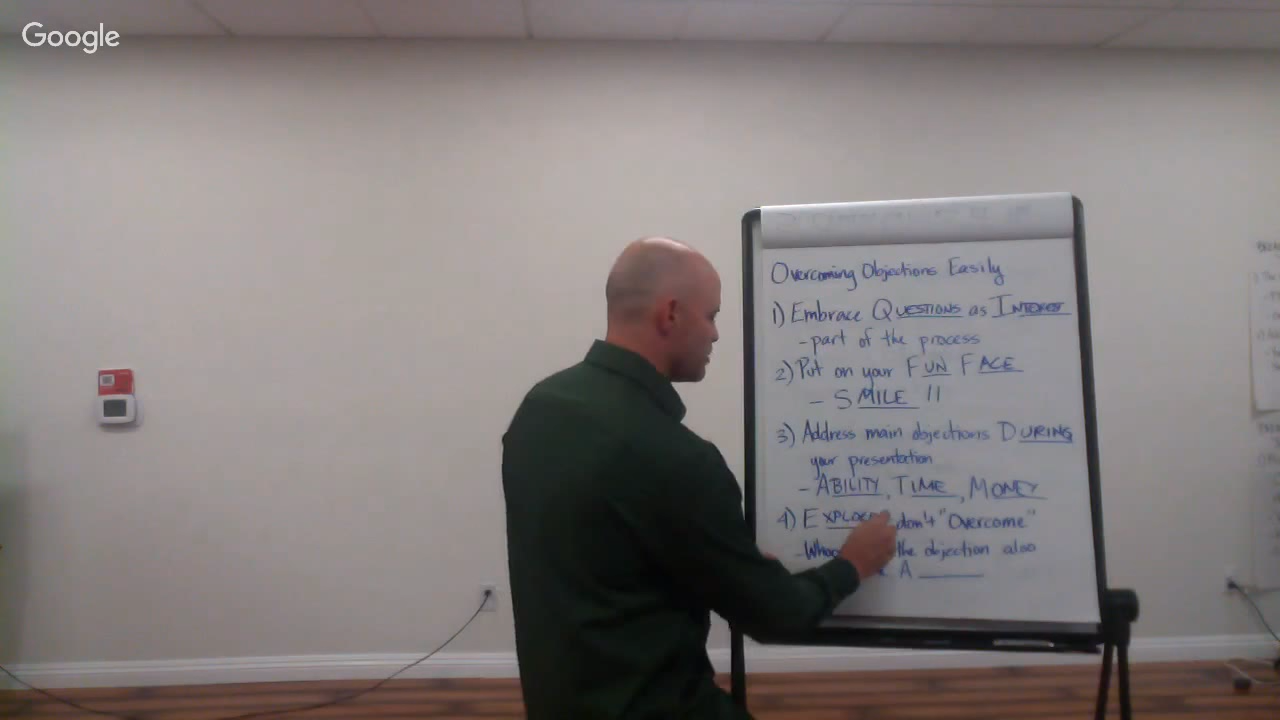 Google
Overcoming Objections Easily
1) Embrace QUESTIONS as INTEREST
- part of the process
2) Put on your FUN FACE
- SMILE !!
3) Address main objections DURING
your presentation
- ABILITY, TIME, MONEY
4) EXPLORE don't "Overcome"
the objection also
A